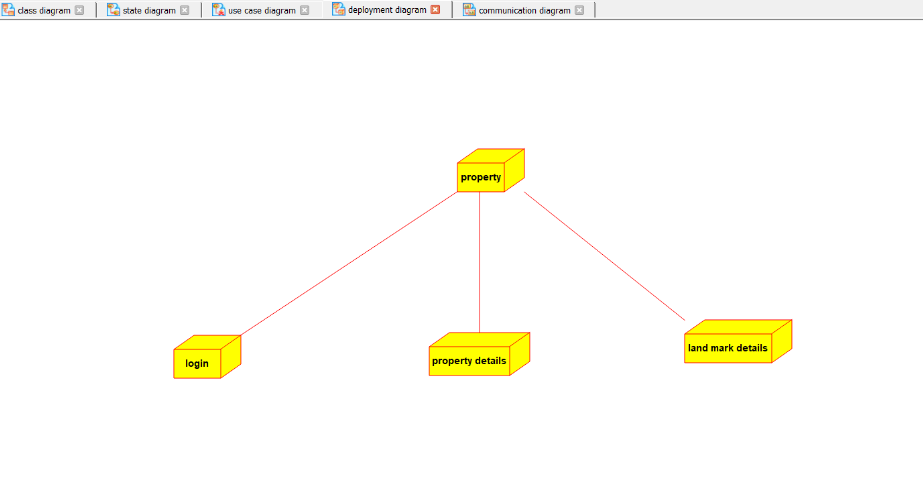 class diagram
state diagram
use case diagram
deployment diagram
communication diagram
property
login
property details
land mark details